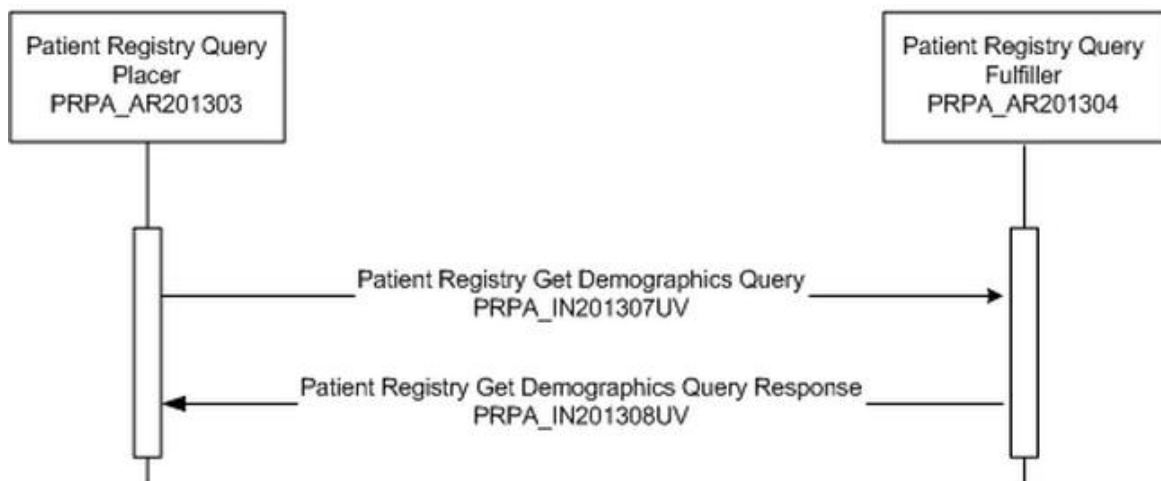 Patient Registry Query
Placer
PRPA_AR201303
Patient Registry Query
Fulfiller
PRPA_AR201304
Patient Registry Get Demographics Query
PRPA_IN201307UV
Patient Registry Get Demographics Query Response
PRPA_IN201308UV